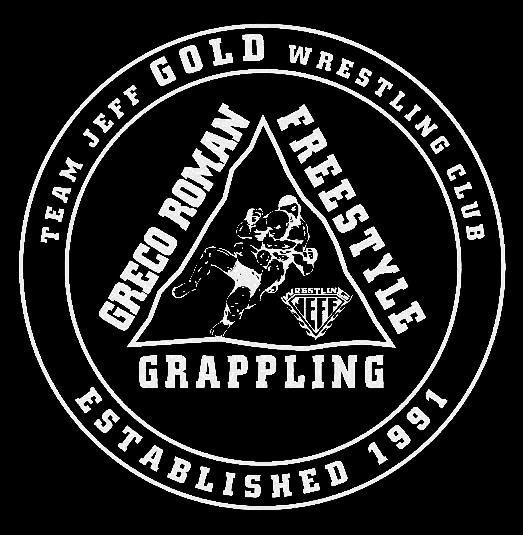 TEAM JEFF GOLD WRESTLING CLUB
GRECO ROMAN
FREESTYLE
WRESTLING
JEFF
GRAPPLING
ESTABLISHED 1991